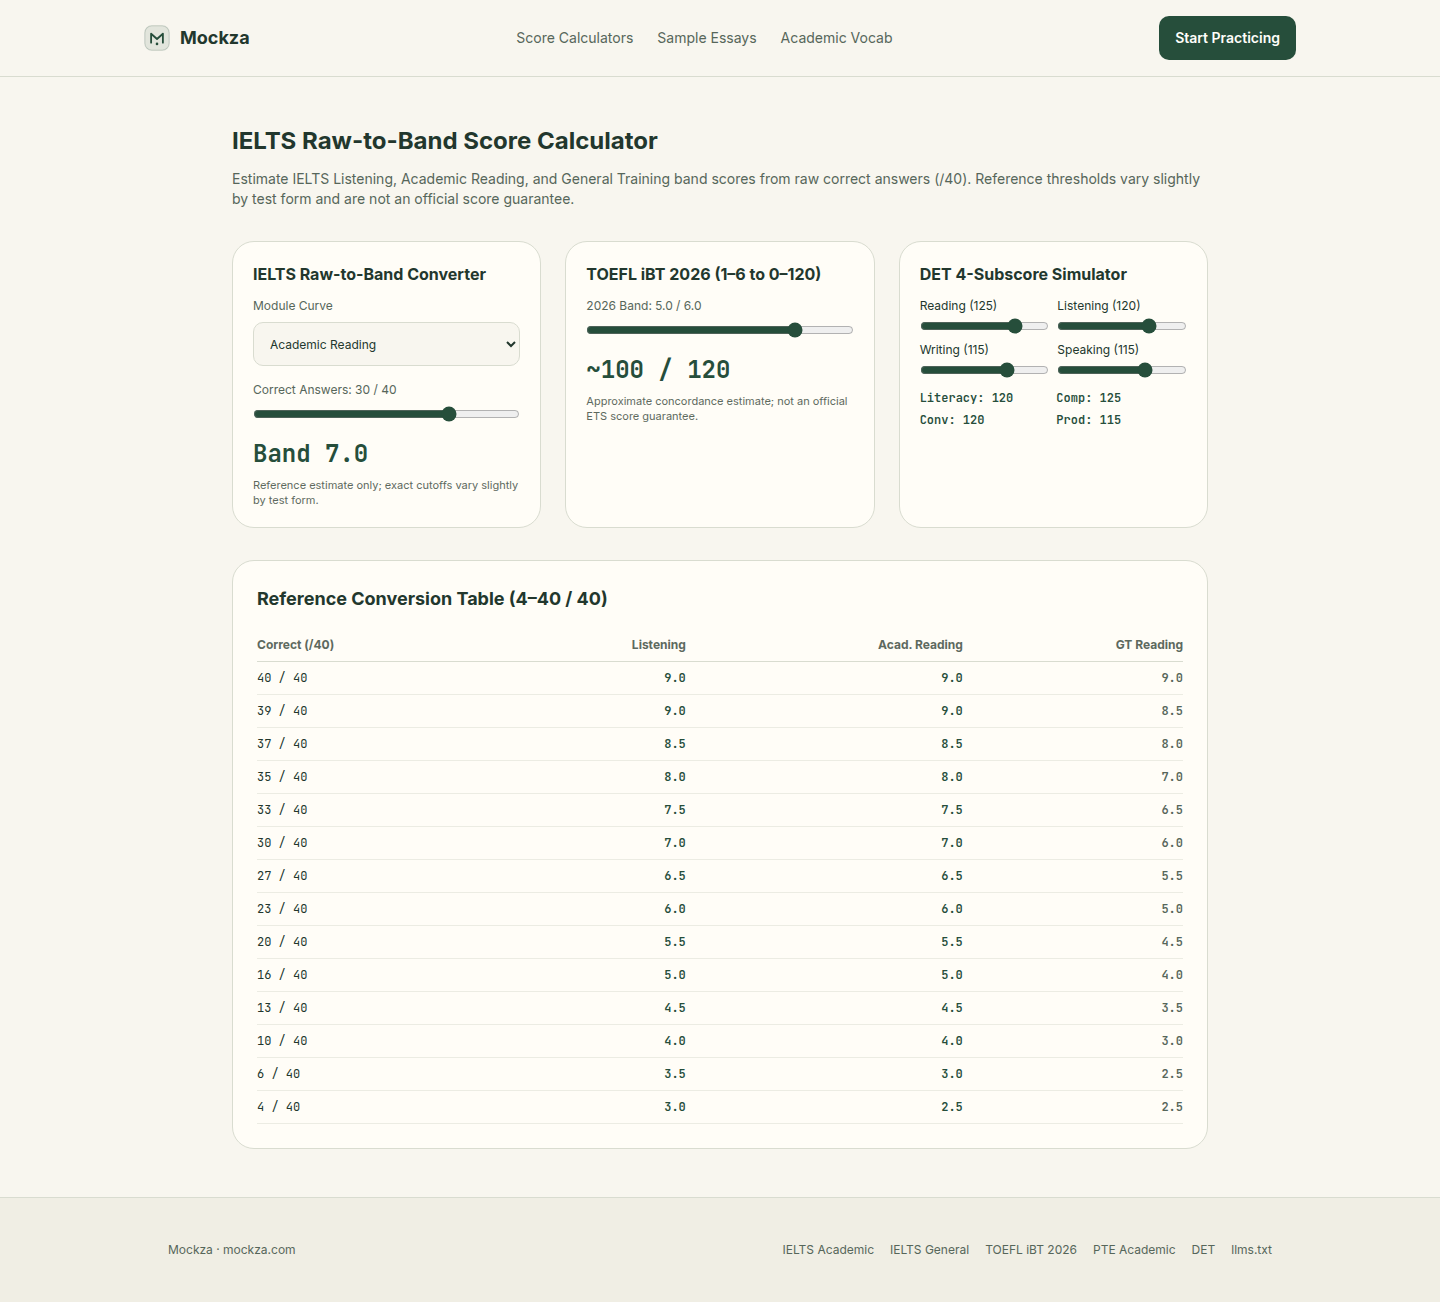 Mockza
Score Calculators Sample Essays Academic Vocab
Start Practicing
IELTS Raw-to-Band Score Calculator
Estimate IELTS Listening, Academic Reading, and General Training band scores from raw correct answers (/40). Reference thresholds vary slightly
by test form and are not an official score guarantee.
IELTS Raw-to-Band Converter
Module Curve
Academic Reading
Correct Answers: 30 / 40
Band 7.0
Reference estimate only; exact cutoffs vary slightly
by test form.
TOEFL iBT 2026 (1–6 to 0–120)
2026 Band: 5.0 / 6.0
~100 / 120
Approximate concordance estimate; not an official
ETS score guarantee.
DET 4-Subscore Simulator
Reading (125) Listening (120)
Writing (115) Speaking (115)
Literacy: 120 Comp: 125
Conv: 120 Prod: 115
Reference Conversion Table (4–40 / 40)
Correct (/40) Listening Acad. Reading GT Reading
40 / 40 9.0 9.0 9.0
39 / 40 9.0 9.0 8.5
37 / 40 8.5 8.5 8.0
35 / 40 8.0 8.0 7.0
33 / 40 7.5 7.5 6.5
30 / 40 7.0 7.0 6.0
27 / 40 6.5 6.5 5.5
23 / 40 6.0 6.0 5.0
20 / 40 5.5 5.5 4.5
16 / 40 5.0 5.0 4.0
13 / 40 4.5 4.5 3.5
10 / 40 4.0 4.0 3.0
6 / 40 3.5 3.0 2.5
4 / 40 3.0 2.5 2.5
Mockza · mockza.com
IELTS Academic IELTS General TOEFL iBT 2026 PTE Academic DET llms.txt